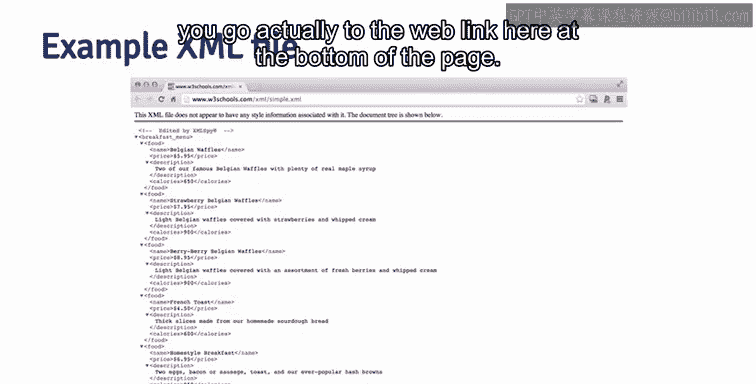 you go actually to the web link here at
the bottom of the page.
Example XML file
www.w3schools.com/xml/simple.xml
This XML file does not appear to have any style information associated with it. The document tree is shown below.
<!-- Edited by XMLSpy® -->
▼<breakfast_menu>
▼<food>
<name>Belgian Waffles</name>
<price>$5.95</price>
▼<description>
Two of our famous Belgian Waffles with plenty of real maple syrup
</description>
<calories>650</calories>
</food>
▼<food>
<name>Strawberry Belgian Waffles</name>
<price>$7.95</price>
▼<description>
Light Belgian waffles covered with strawberries and whipped cream
</description>
<calories>900</calories>
</food>
▼<food>
<name>Berry-Berry Belgian Waffles</name>
<price>$8.95</price>
▼<description>
Light Belgian waffles covered with an assortment of fresh berries and whipped cream
</description>
<calories>900</calories>
</food>
▼<food>
<name>French Toast</name>
<price>$4.50</price>
▼<description>
Thick slices made from our homemade sourdough bread
</description>
<calories>600</calories>
</food>
▼<food>
<name>Homestyle Breakfast</name>
<price>$6.95</price>
▼<description>
Two eggs, bacon or sausage, toast, and our ever-popular hash browns
</description>